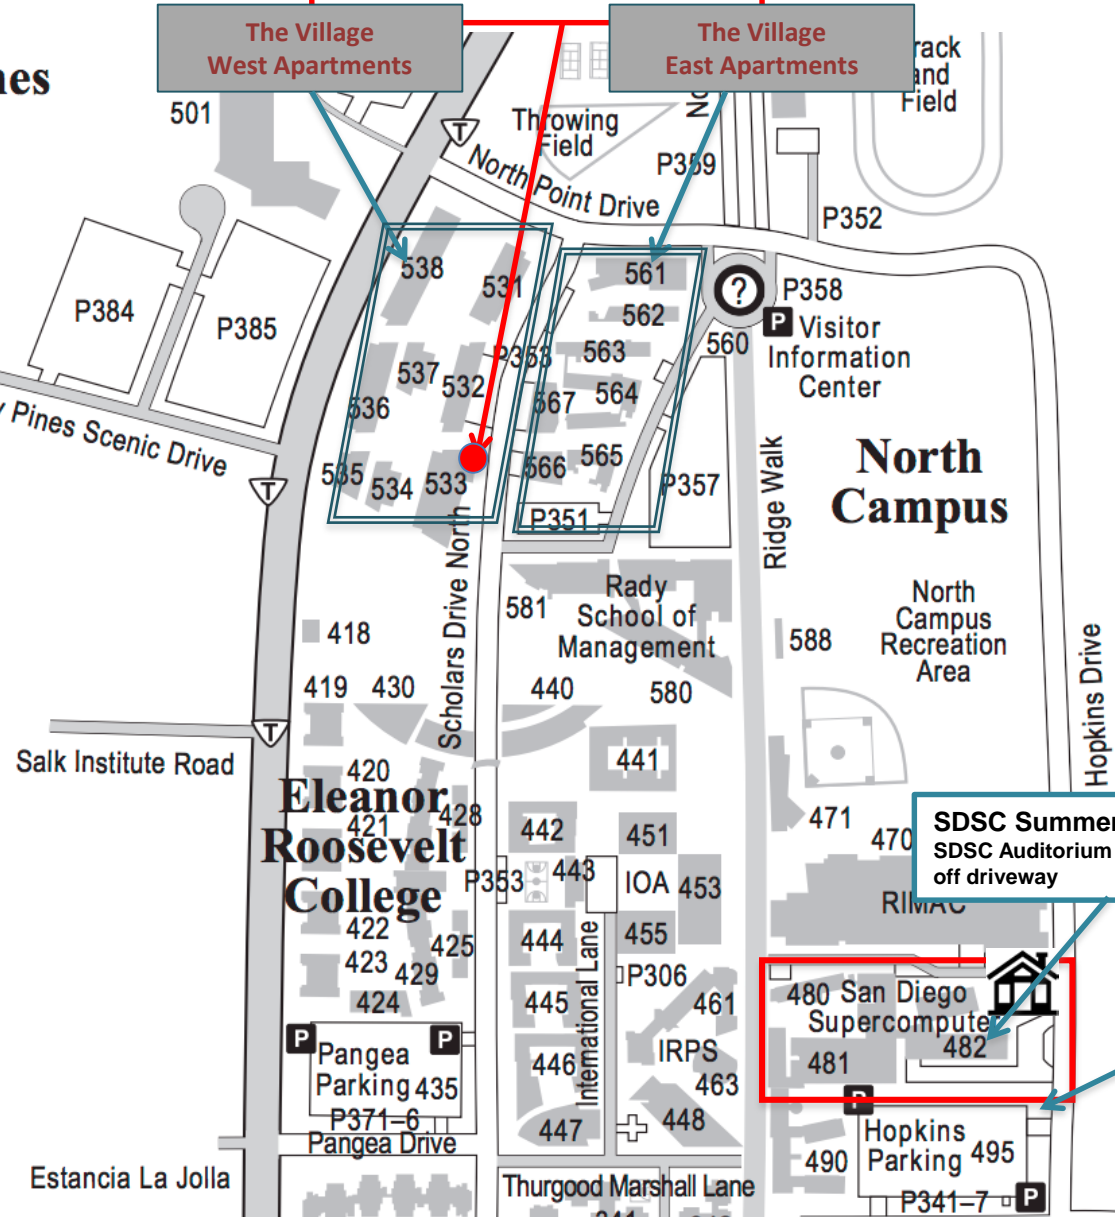 The Village
West Apartments
The Village
East Apartments
nes
501
Throwing
Field
No
rack
and
Field
P359
North Point Drive
P352
538
531
561
?
P358
P384
P385
562
P
Visitor
Information
Center
560
P353
563
537
532
564
536
567
y Pines Scenic Drive
North
Campus
535
534
533
566
565
P357
P351
Ridge Walk
T
T
T
Scholars Drive North
581
Rady
School of
Management
580
588
North
Campus
Recreation
Area
Hopkins Drive
418
419
430
440
Salk Institute Road
441
420
Eleanor
Roosevelt
College
421
428
442
451
471
470
SDSC Summer
SDSC Auditorium
off driveway
P353
443
IOA
453
RIMAC
422
425
444
455
423
429
International Lane
P306
424
445
461
480
San Diego
Supercomputer
482
481
P
P
Pangea
Parking
435
P371–6
446
IRPS
463
P
Pangea Drive
447
448
Hopkins
Parking
495
490
Estancia La Jolla
Thurgood Marshall Lane
P341–7
P